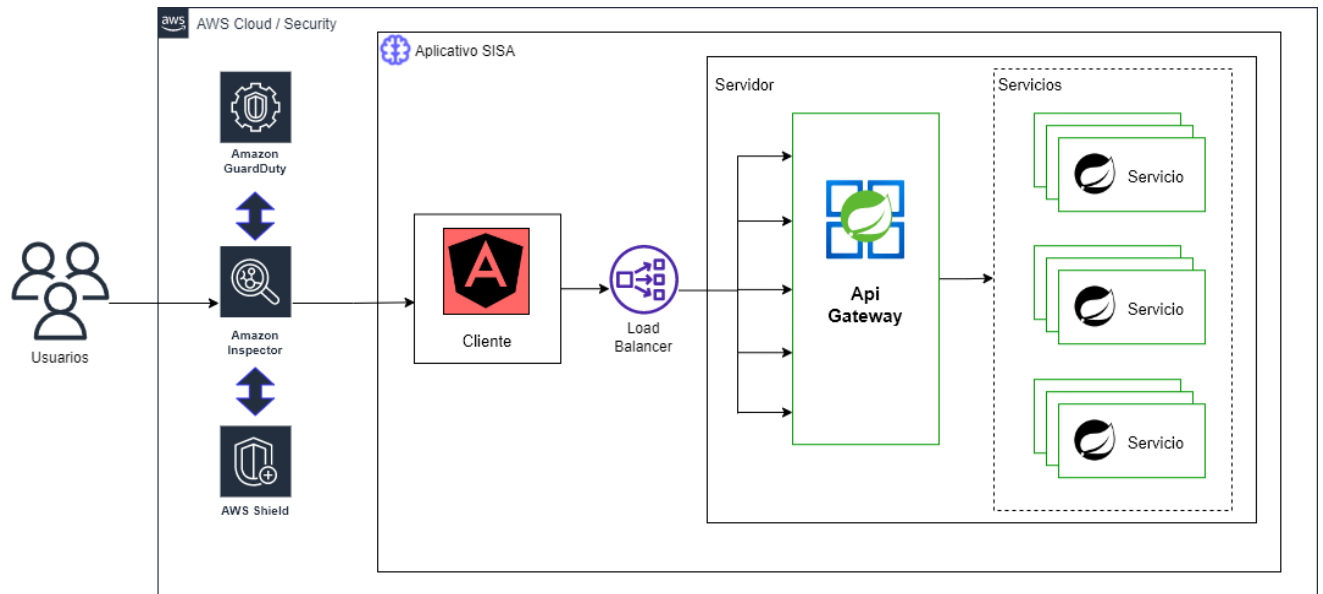 aws
AWS Cloud / Security
Aplicativo SISA
Servidor
Servicios
Amazon
GuardDuty
Servicio
Usuarios
Amazon
Inspector
Cliente
Load
Balancer
Api
Gateway
Servicio
AWS Shield
Servicio